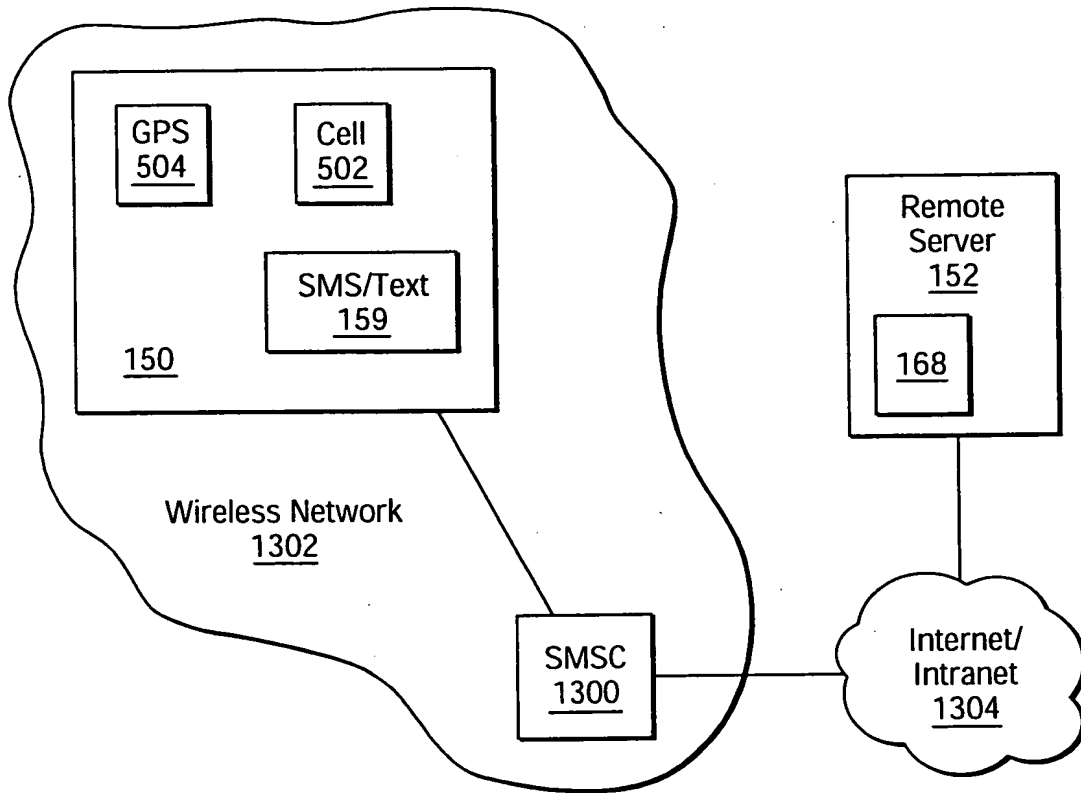 GPS
504
Cell
502
SMS/Text
159
150
Remote
Server
152
168
Wireless Network
1302
SMSC
1300
Internet/
Intranet
1304